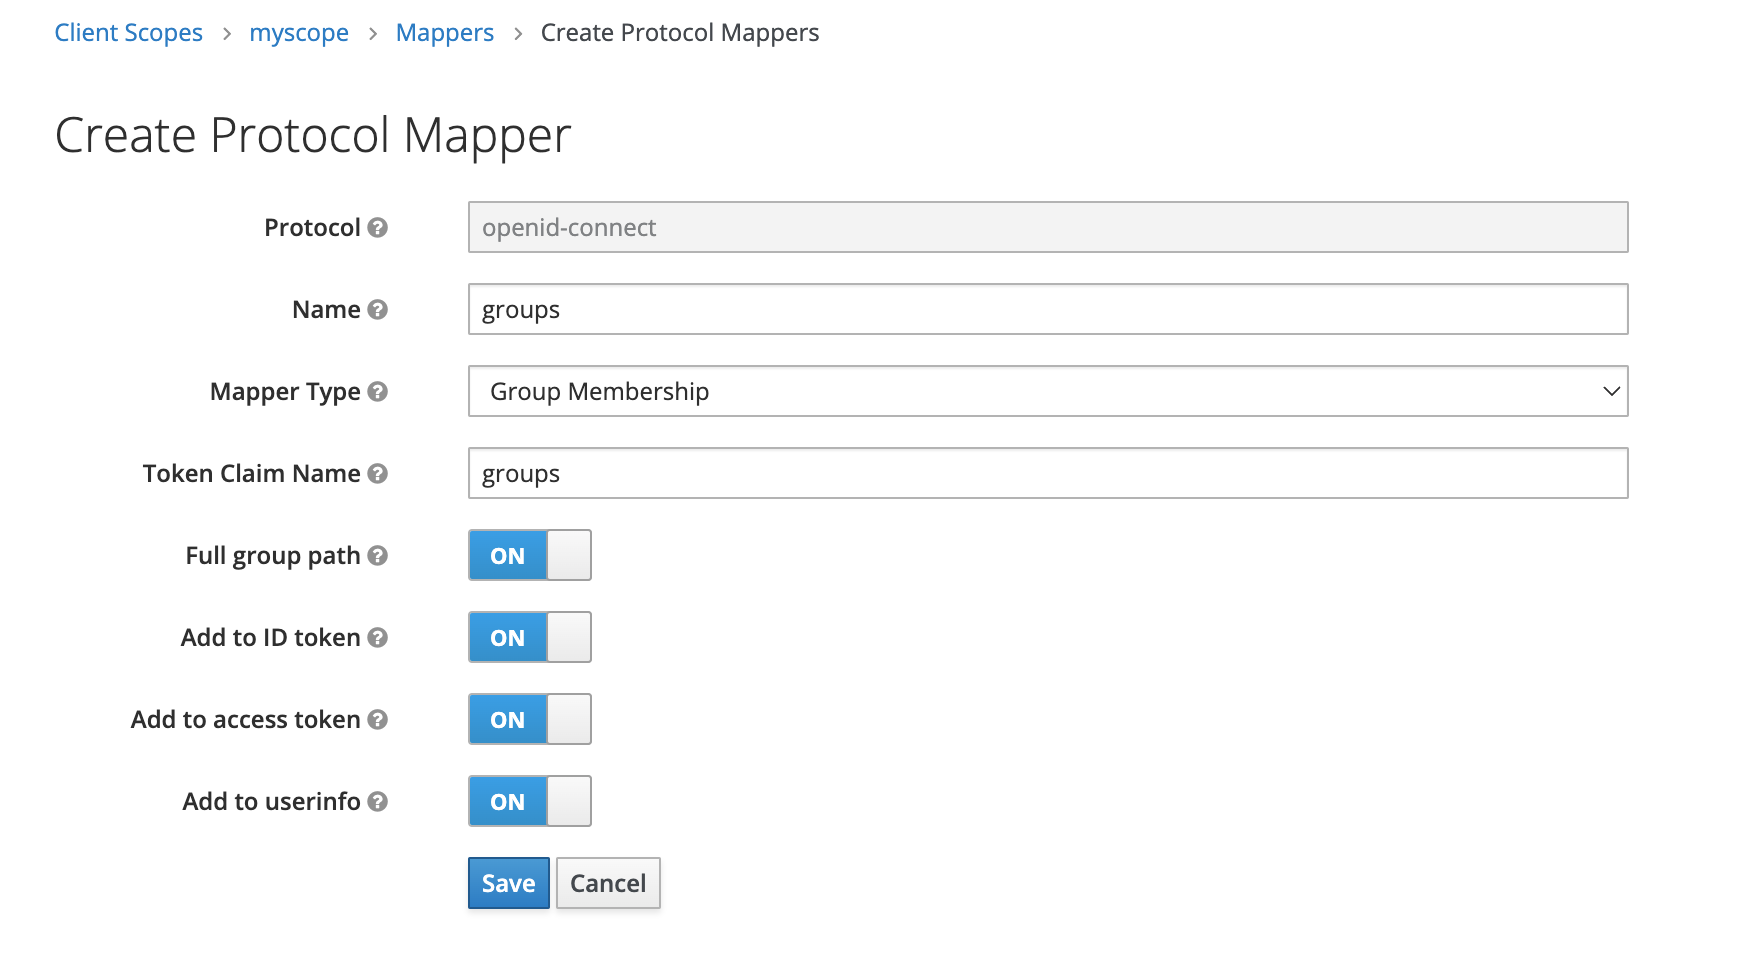 Client Scopes > myscope > Mappers > Create Protocol Mappers
Create Protocol Mapper
Protocol openid-connect
Name groups
Mapper Type Group Membership
Token Claim Name groups
Full group path ON
Add to ID token ON
Add to access token ON
Add to userinfo ON
Save Cancel